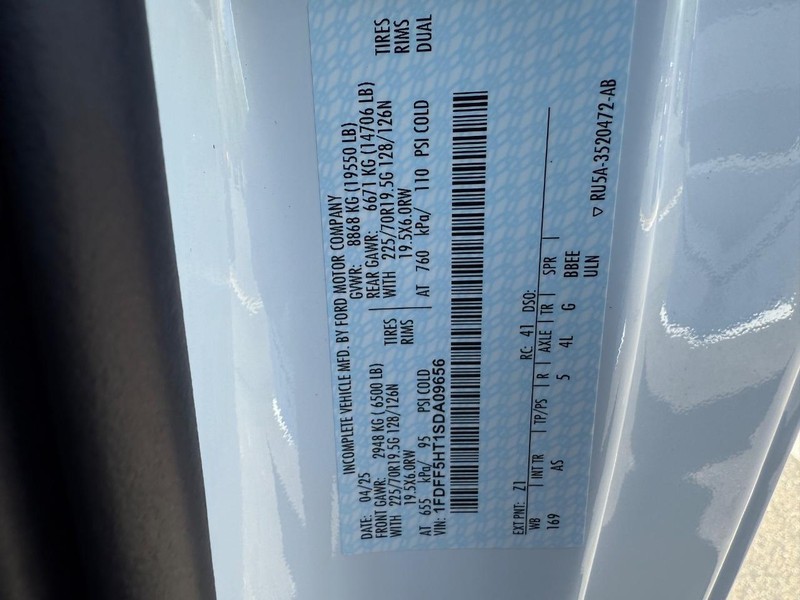 INCOMPLETE VEHICLE MFD. BY FORD MOTOR COMPANY
DATE: 04/25 GVWR: 8868 KG (19550 LB)
FRONT GAWR: 2948 KG ( 6500 LB) REAR GAWR: 6671 KG (14706 LB)
WITH 225/70R19.5G 128/126N TIRES WITH 225/70R19.5G 128/126N TIRES
19.5X6.0RW RIMS 19.5X6.0RW RIMS
AT 655 kPa/ 95 PSI COLD AT 760 kPa/ 110 PSI COLD DUAL
VIN: 1FDFF5HT1SDA09656
EXT PNT: Z1 RC: 41 DSO:
WB INT TR TP/PS R AXLE TR SPR
169 AS 5 4L G BBEE
ULN
▽ RU5A-3520472-AB